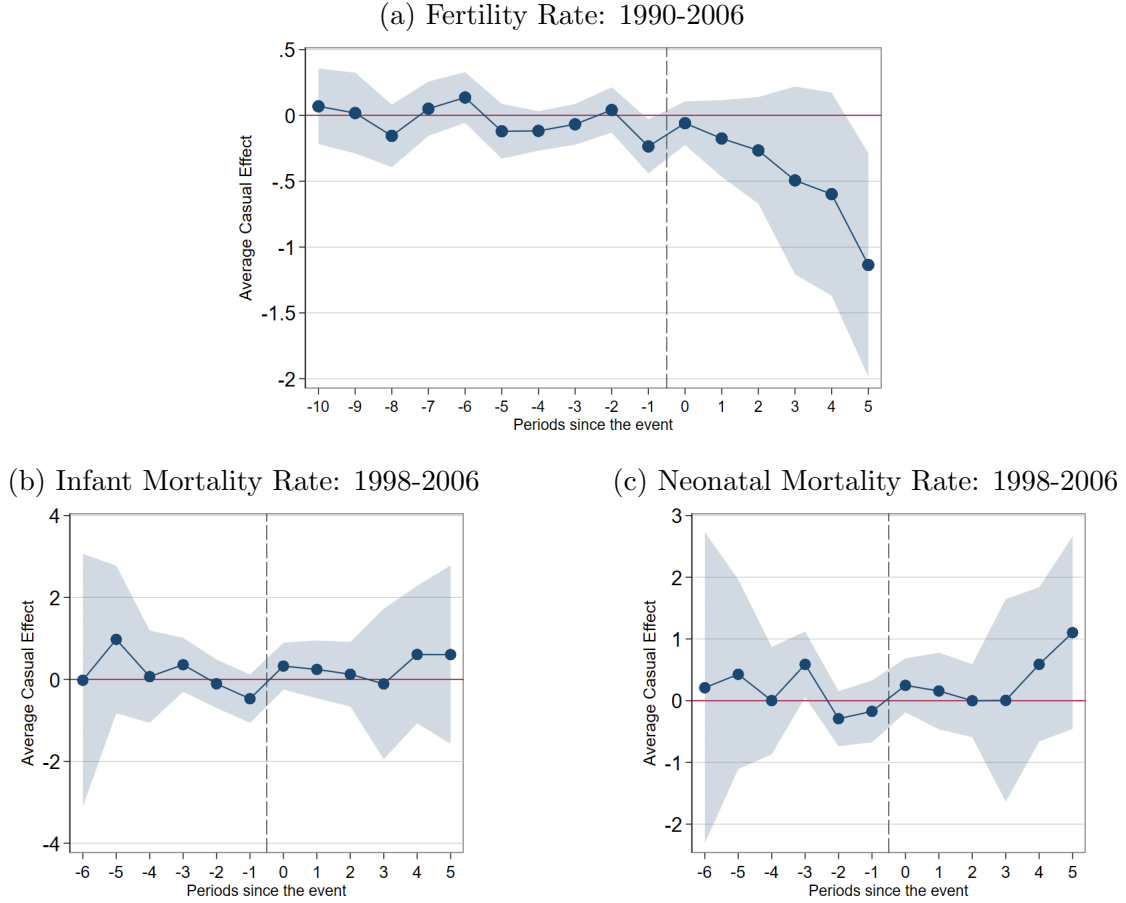 (a) Fertility Rate: 1990-2006
.5
0
-.5
-1
-1.5
-2
Average Casual Effect
-10 -9 -8 -7 -6 -5 -4 -3 -2 -1 0 1 2 3 4 5
Periods since the event
(b) Infant Mortality Rate: 1998-2006
4
2
0
-2
-4
Average Casual Effect
-6 -5 -4 -3 -2 -1 0 1 2 3 4 5
Periods since the event
(c) Neonatal Mortality Rate: 1998-2006
3
2
1
0
-1
-2
Average Casual Effect
-6 -5 -4 -3 -2 -1 0 1 2 3 4 5
Periods since the event